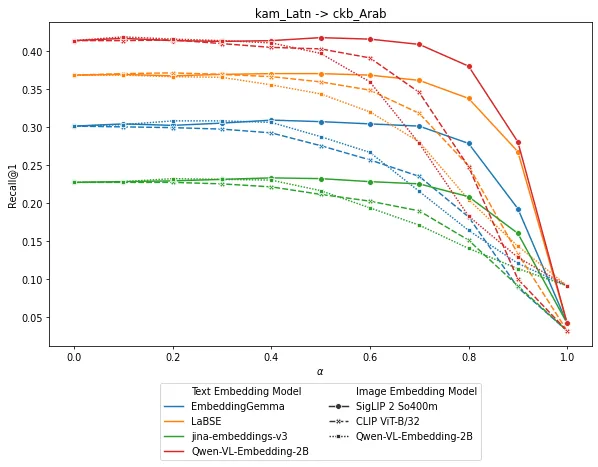 kam_Latn -> ckb_Arab
Recall@1
0.40
0.35
0.30
0.25
0.20
0.15
0.10
0.05
0.0 0.2 0.4 0.6 0.8 1.0
α
Text Embedding Model
EmbeddingGemma
LaBSE
jina-embeddings-v3
Qwen-VL-Embedding-2B
Image Embedding Model
SigLIP 2 So400m
CLIP ViT-B/32
Qwen-VL-Embedding-2B